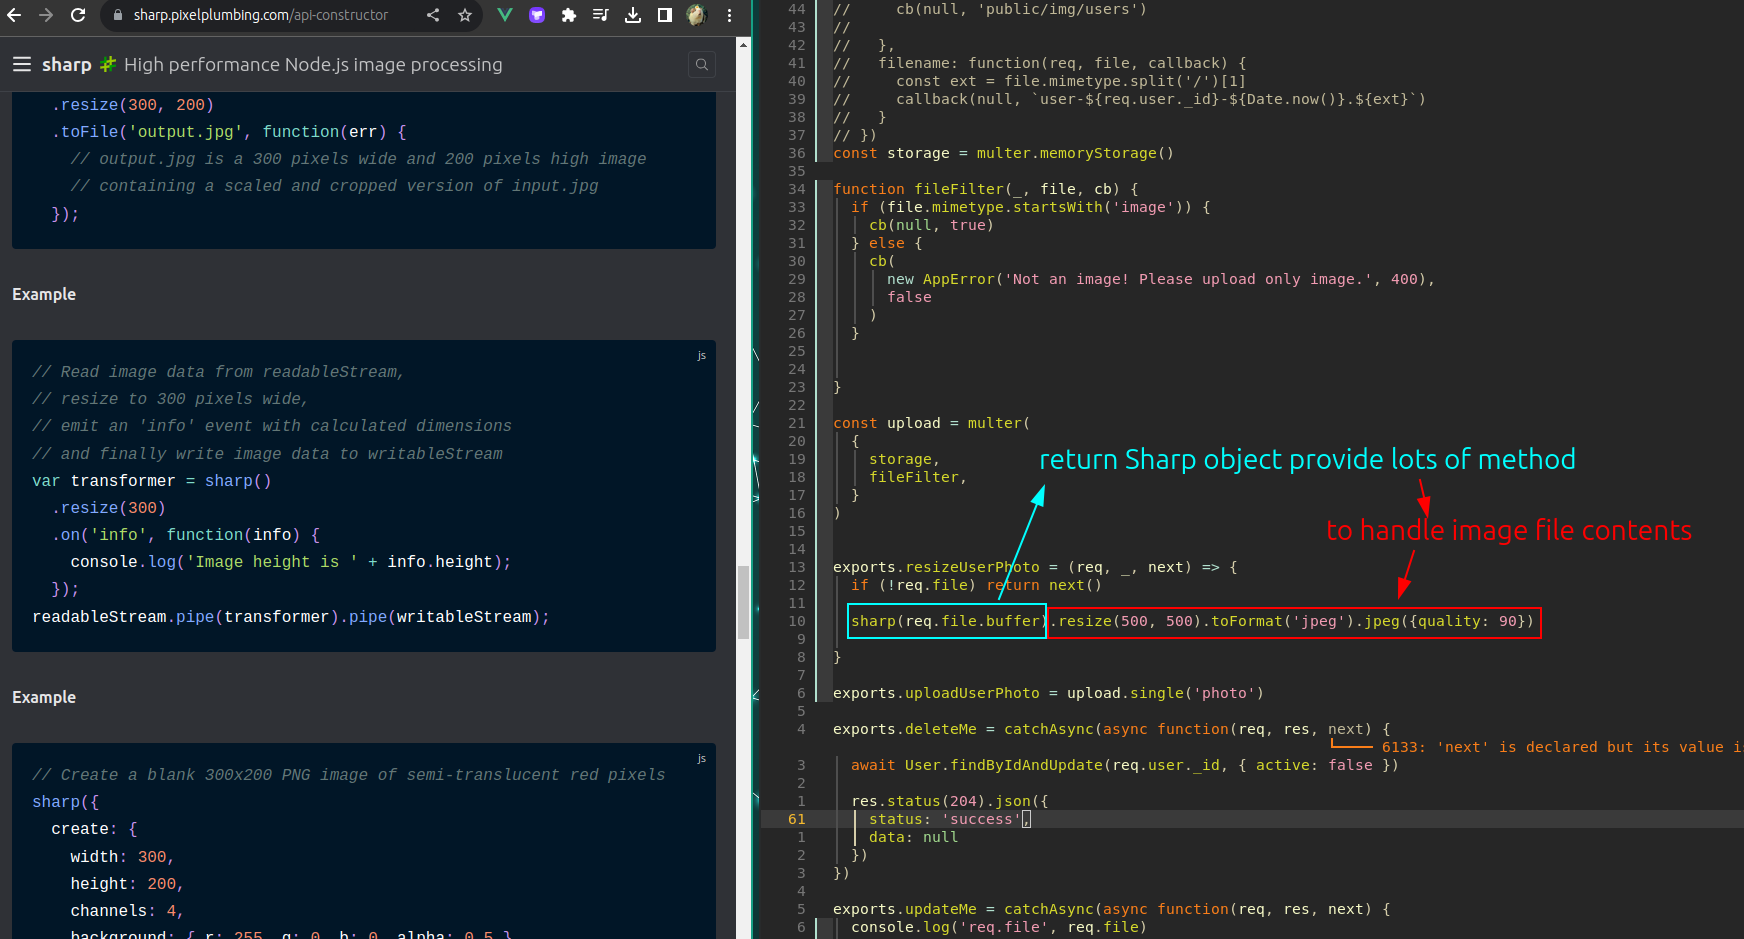 sharp.pixelplumbing.com/api-constructor
sharp High performance Node.js image processing
.resize(300, 200)
.toFile('output.jpg', function(err) {
// output.jpg is a 300 pixels wide and 200 pixels high image
// containing a scaled and cropped version of input.jpg
});
Example
js
// Read image data from readableStream,
// resize to 300 pixels wide,
// emit an 'info' event with calculated dimensions
// and finally write image data to writableStream
var transformer = sharp()
.resize(300)
.on('info', function(info) {
console.log('Image height is ' + info.height);
});
readableStream.pipe(transformer).pipe(writableStream);
Example
js
// Create a blank 300x200 PNG image of semi-translucent red pixels
sharp({
create: {
width: 300,
height: 200,
channels: 4,
background: { r: 255, g: 0, b: 0, alpha: 0.5 }
44 // cb(null, 'public/img/users')
43 //
42 // },
41 // filename: function(req, file, callback) {
40 // const ext = file.mimetype.split('/')[1]
39 // callback(null, `user-${req.user._id}-${Date.now()}.${ext}`)
38 // }
37 // })
36 const storage = multer.memoryStorage()
35
34 function fileFilter(_, file, cb) {
33 if (file.mimetype.startsWith('image')) {
32 cb(null, true)
31 } else {
30 cb(
29 new AppError('Not an image! Please upload only image.', 400),
28 false
27 )
26 }
25
24
23 }
22
21 const upload = multer(
20 {
19 storage,
18 fileFilter,
17 }
16 )
15
14
13 exports.resizeUserPhoto = (req, _, next) => {
12 if (!req.file) return next()
11
10 sharp(req.file.buffer).resize(500, 500).toFormat('jpeg').jpeg({quality: 90})
9
8 }
7
6 exports.uploadUserPhoto = upload.single('photo')
5
4 exports.deleteMe = catchAsync(async function(req, res, next) {
6133: 'next' is declared but its value is
3 await User.findByIdAndUpdate(req.user._id, { active: false })
2
1 res.status(204).json({
61 status: 'success',
1 data: null
2 })
3 })
4
5 exports.updateMe = catchAsync(async function(req, res, next) {
6 console.log('req.file', req.file)
return Sharp object provide lots of method
to handle image file contents